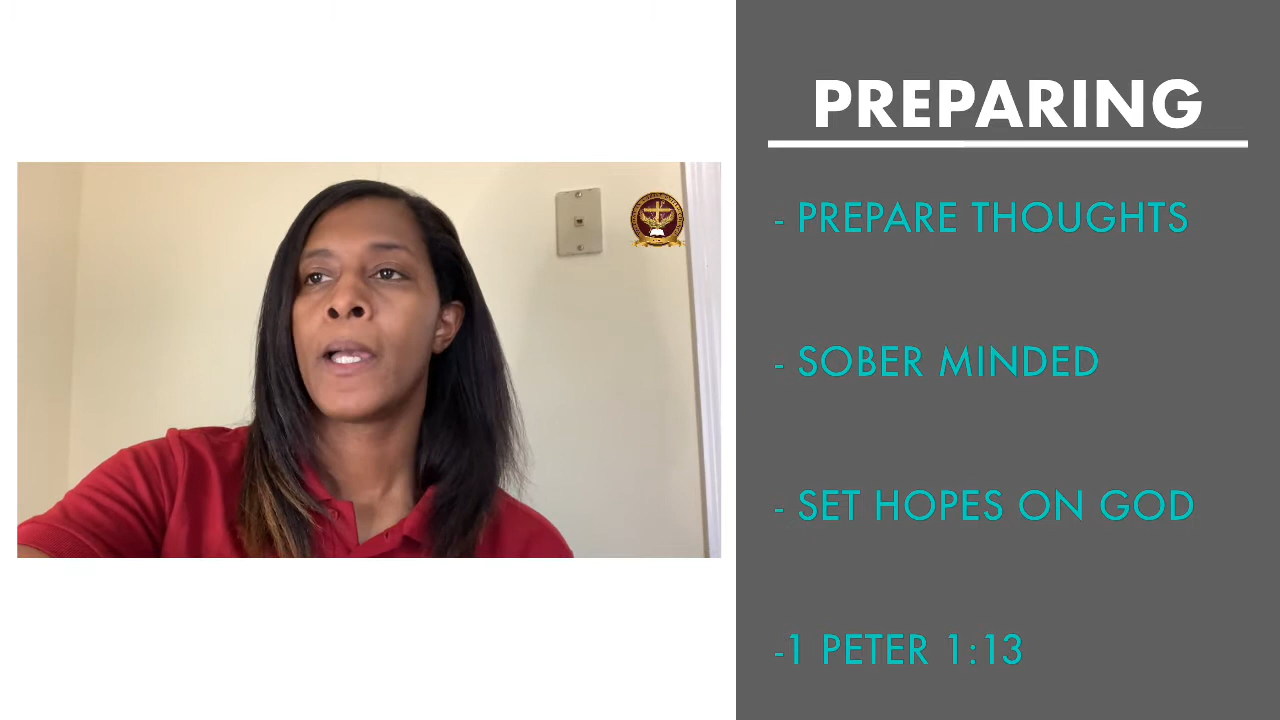 PREPARING
- PREPARE THOUGHTS
- SOBER MINDED
- SET HOPES ON GOD
-1 PETER 1:13